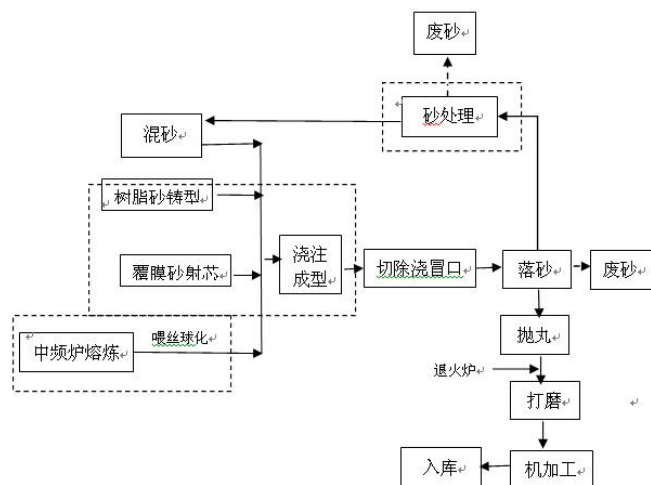 废砂
砂处理
混砂
树脂砂铸型
浇注
成型
覆膜砂射芯
切除浇冒口
落砂
废砂
中频炉熔炼
喂丝球化
抛丸
退火炉
打磨
入库
机加工